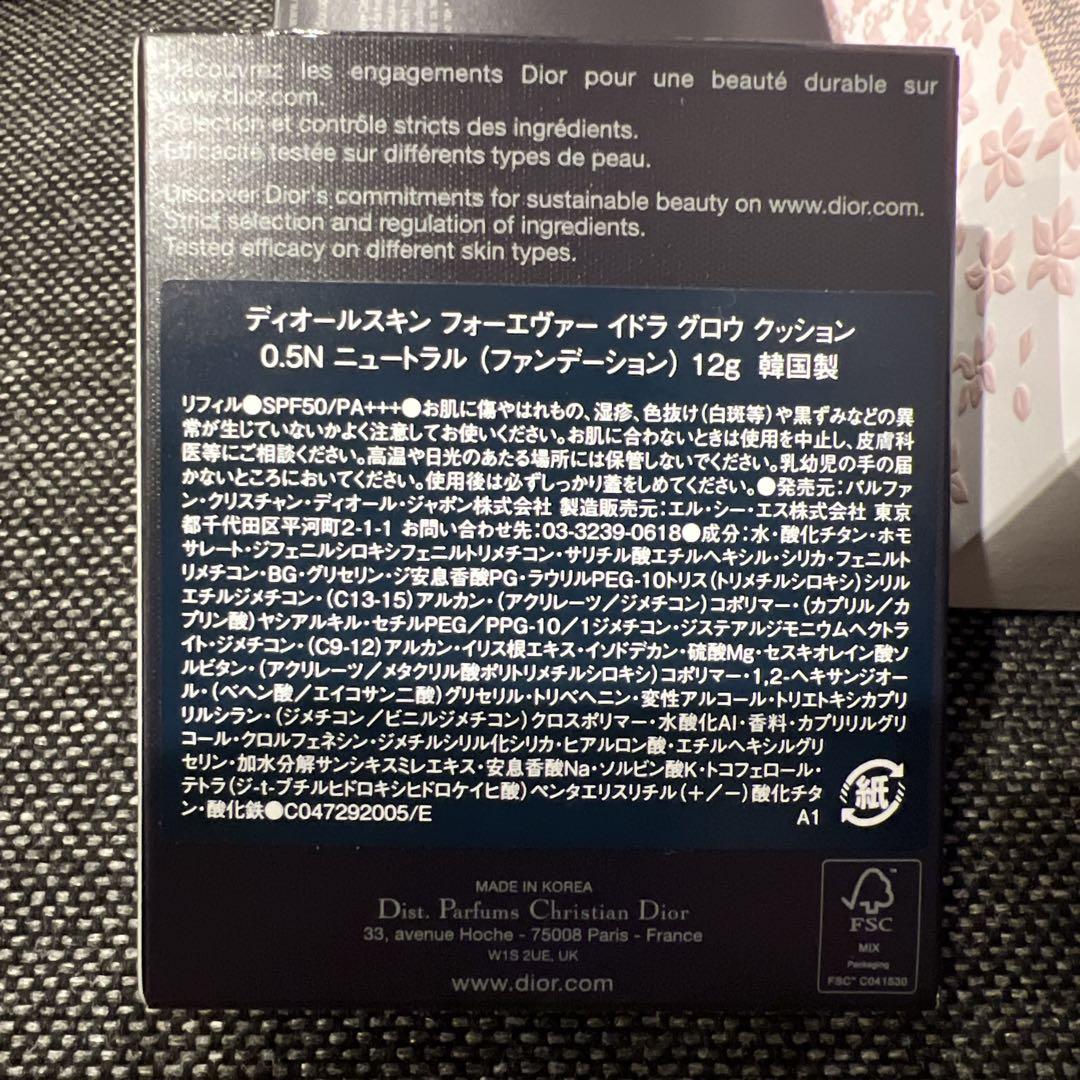 Découvrez les engagements Dior pour une beauté durable sur
www.dior.com.
Sélection et contrôle stricts des ingrédients.
Efficacité testée sur différents types de peau.
Discover Dior's commitments for sustainable beauty on www.dior.com.
Strict selection and regulation of ingredients.
Tested efficacy on different skin types.
ディオールスキン フォーエヴァー イドラ グロウ クッション
0.5N ニュートラル (ファンデーション) 12g 韓国製
リフィル●SPF50/PA+++●お肌に傷やはれもの、湿疹、色抜け(白斑等)や黒ずみなどの異
常が生じていないかよく注意してお使いください。お肌に合わないときは使用を中止し、皮膚科
医等にご相談ください。高温や日光のあたる場所には保管しないでください。乳幼児の手の届
かないところにおいてください。使用後は必ずしっかり蓋をしめてください。●発売元:パルファ
ン・クリスチャン・ディオール・ジャポン株式会社 製造販売元:エル・シー・エス株式会社 東京
都千代田区平河町2-1-1 お問い合わせ先:03-3239-0618●成分:水・酸化チタン・ホモ
サレート・ジフェニルシロキシフェニルトリメチコン・サリチル酸エチルヘキシル・シリカ・フェニルト
リメチコン・BG・グリセリン・ジ安息香酸PG・ラウリルPEG-10トリス(トリメチルシロキシ)シリル
エチルジメチコン・(C13-15)アルカン・(アクリレーツ/ジメチコン)コポリマー・(カプリル/カ
プリン酸)ヤシアルキル・セチルPEG/PPG-10/1ジメチコン・ジステアルジモニウムヘクトラ
イト・ジメチコン・(C9-12)アルカン・イリス根エキス・イソドデカン・硫酸Mg・セスキオレイン酸ソ
ルビタン・(アクリレーツ/メタクリル酸ポリトリメチルシロキシ)コポリマー・1,2-ヘキサンジオー
ル・(ベヘン酸/エイコサン二酸)グリセリル・トリベヘニン・変性アルコール・トリエトキシカプリ
リルシラン・(ジメチコン/ビニルジメチコン)クロスポリマー・水酸化Al・香料・カプリリルグリ
コール・クロルフェネシン・ジメチルシリル化シリカ・ヒアルロン酸・エチルヘキシルグリ
セリン・加水分解サンシキスミレエキス・安息香酸Na・ソルビン酸K・トコフェロール・
テトラ(ジ-t-ブチルヒドロキシヒドロケイヒ酸)ペンタエリスリチル(+/-)酸化チタ
ン・酸化鉄●C047292005/E A1
紙
MADE IN KOREA
Dist. Parfums Christian Dior
33, avenue Hoche - 75008 Paris - France
W1S 2UE, UK
www.dior.com
FSC
MIX
Packaging
FSC™ C041530